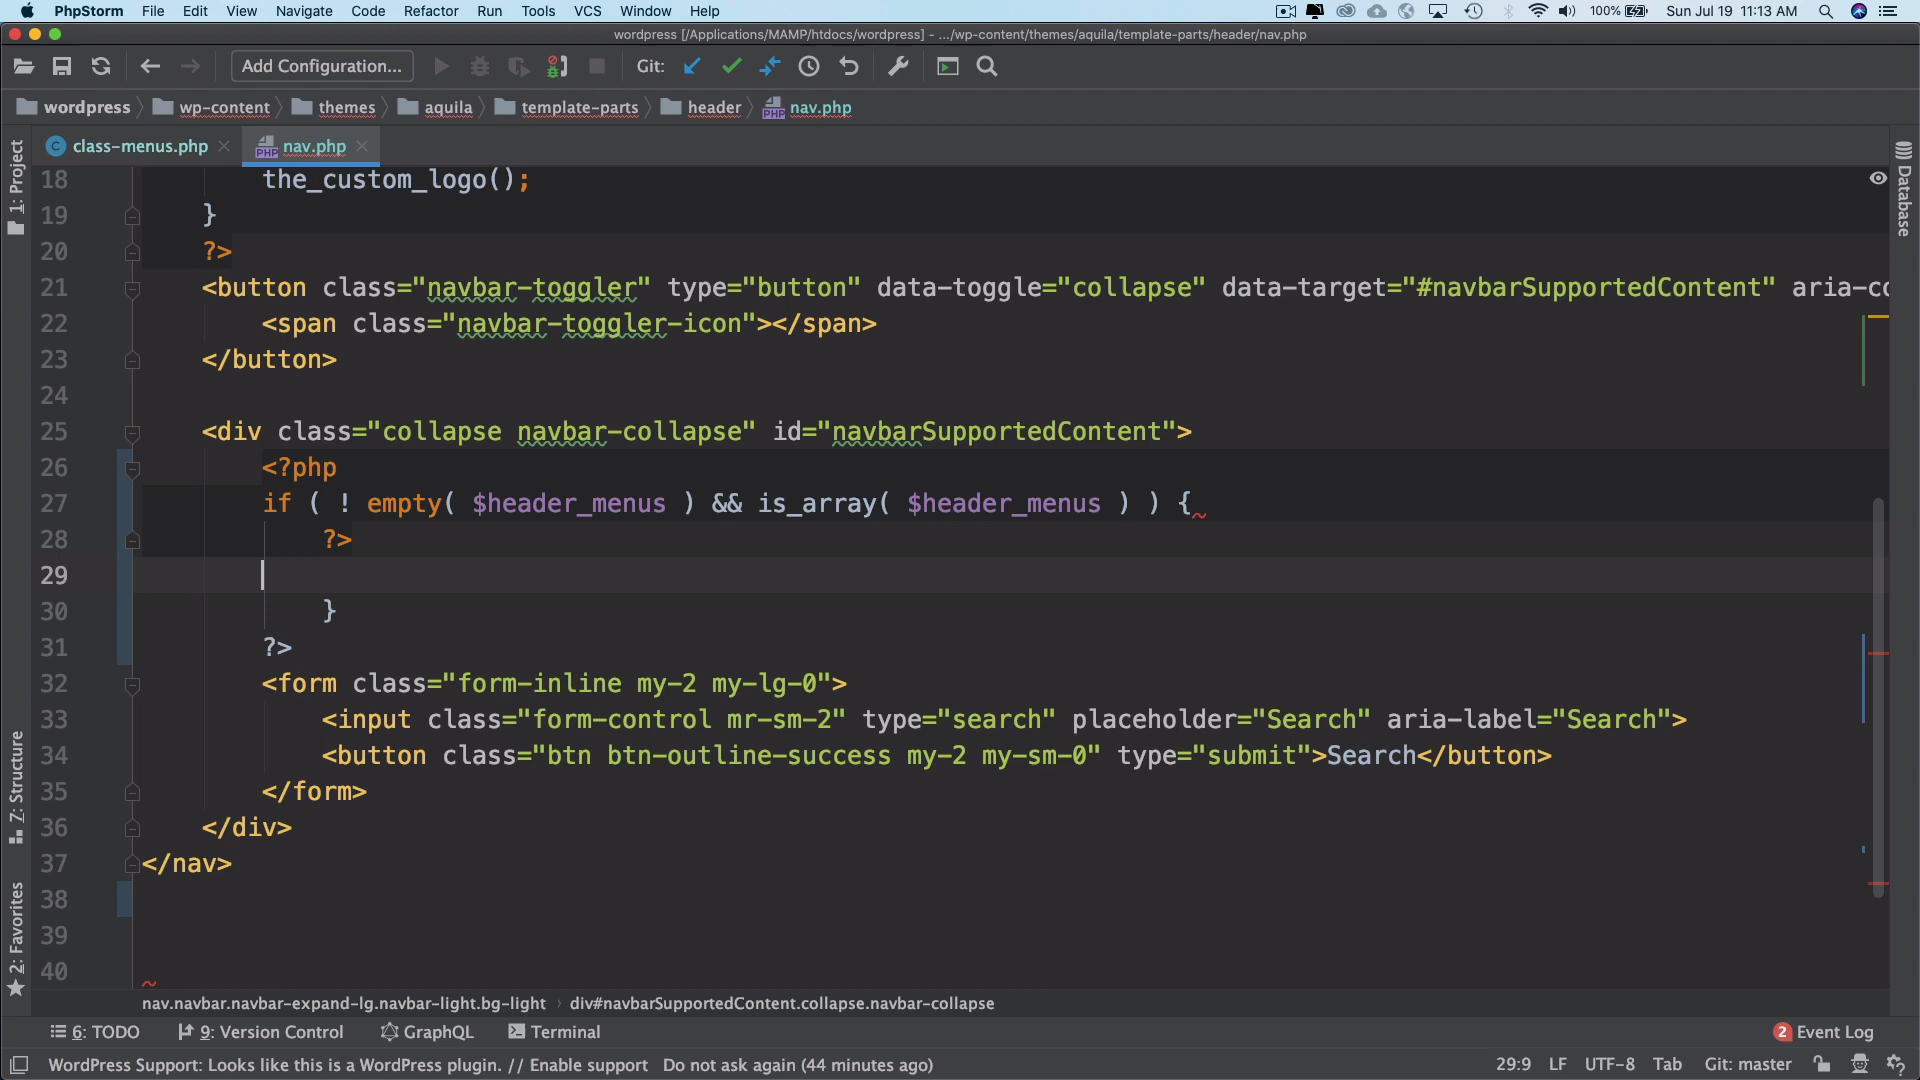 PhpStorm File Edit View Navigate Code Refactor Run Tools VCS Window Help 100% Sun Jul 19 11:13 AM
wordpress [/Applications/MAMP/htdocs/wordpress] - .../wp-content/themes/aquila/template-parts/header/nav.php
Add Configuration... Git:
wordpress wp-content themes aquila template-parts header nav.php
class-menus.php nav.php
1: Project
Database
18 the_custom_logo();
19 }
20 ?>
21 <button class="navbar-toggler" type="button" data-toggle="collapse" data-target="#navbarSupportedContent" aria-co
22 <span class="navbar-toggler-icon"></span>
23 </button>
24
25 <div class="collapse navbar-collapse" id="navbarSupportedContent">
26 <?php
27 if ( ! empty( $header_menus ) && is_array( $header_menus ) ) {
28 ?>
29
30 }
31 ?>
32 <form class="form-inline my-2 my-lg-0">
33 <input class="form-control mr-sm-2" type="search" placeholder="Search" aria-label="Search">
34 <button class="btn btn-outline-success my-2 my-sm-0" type="submit">Search</button>
35 </form>
36 </div>
37 </nav>
38
39
40
Z: Structure
2: Favorites
nav.navbar.navbar-expand-lg.navbar-light.bg-light › div#navbarSupportedContent.collapse.navbar-collapse
6: TODO 9: Version Control GraphQL Terminal 2 Event Log
WordPress Support: Looks like this is a WordPress plugin. // Enable support Do not ask again (44 minutes ago) 29:9 LF UTF-8 Tab Git: master